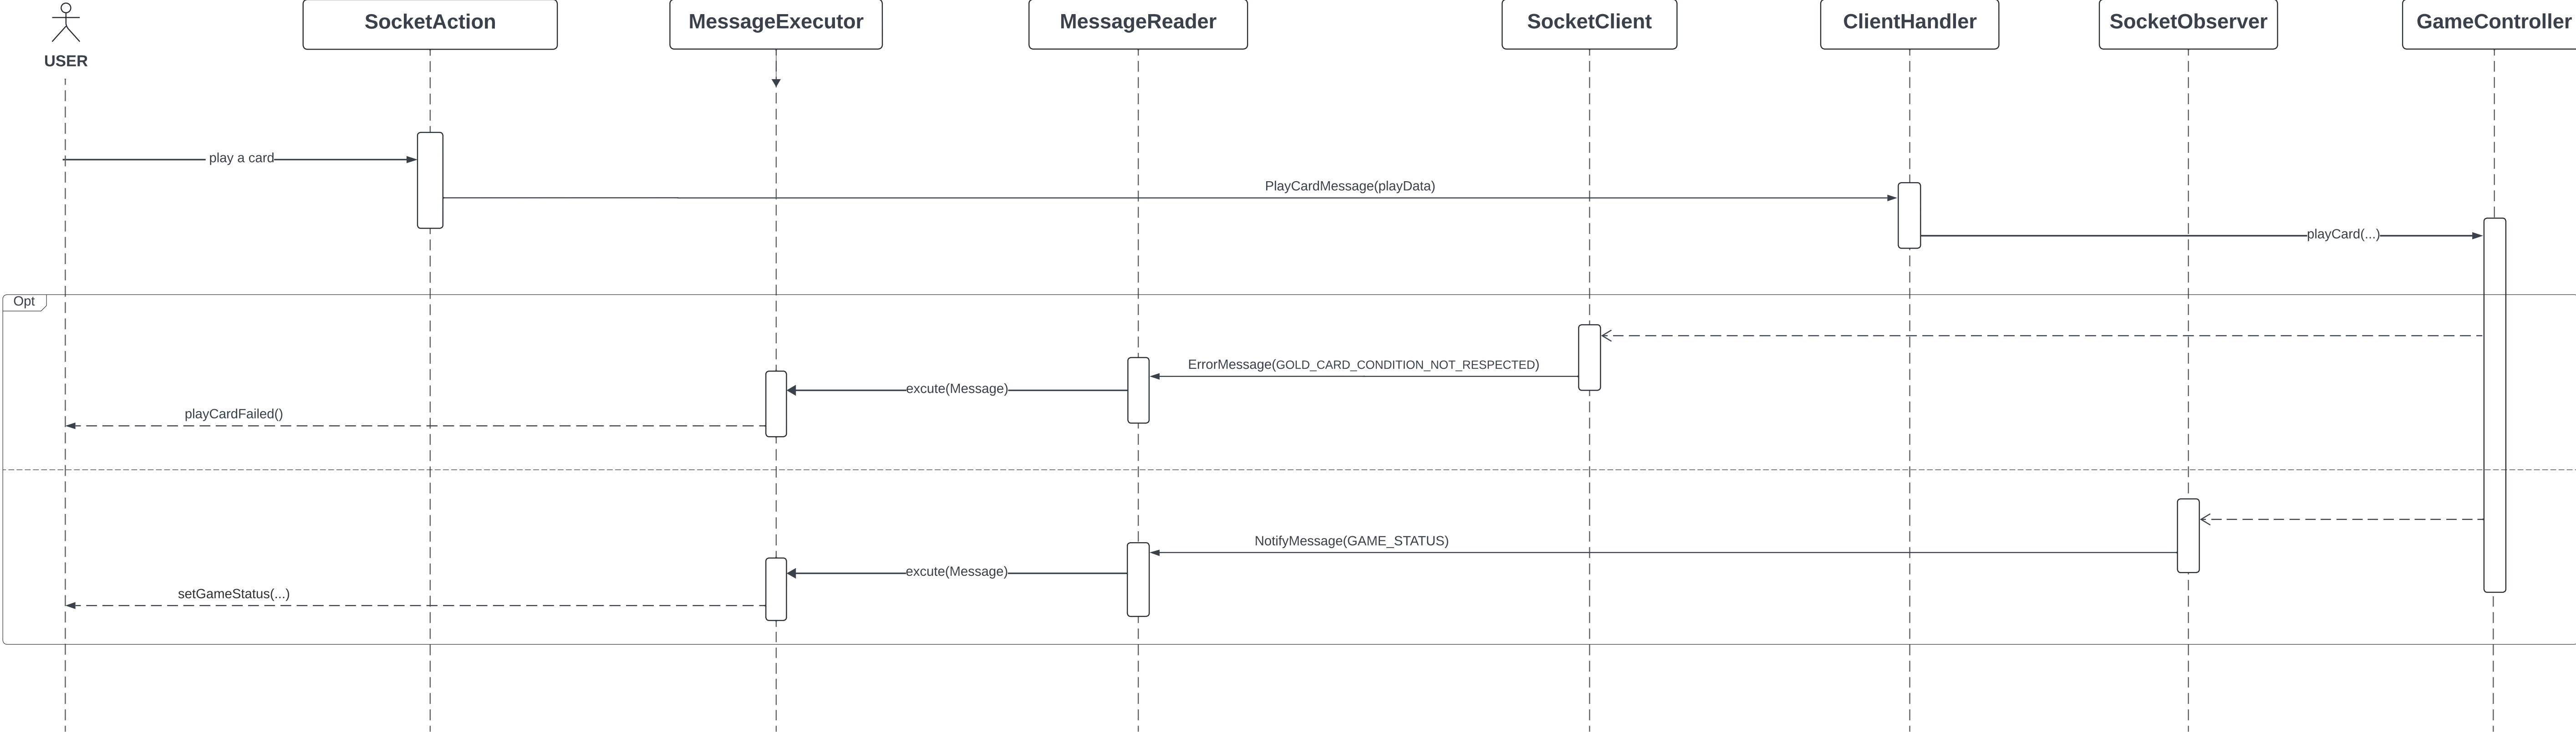 USER
SocketAction
MessageExecutor
MessageReader
SocketClient
ClientHandler
SocketObserver
GameController
play a card
PlayCardMessage(playData)
playCard(...)
Opt
ErrorMessage(GOLD_CARD_CONDITION_NOT_RESPECTED)
excute(Message)
playCardFailed()
NotifyMessage(GAME_STATUS)
excute(Message)
setGameStatus(...)